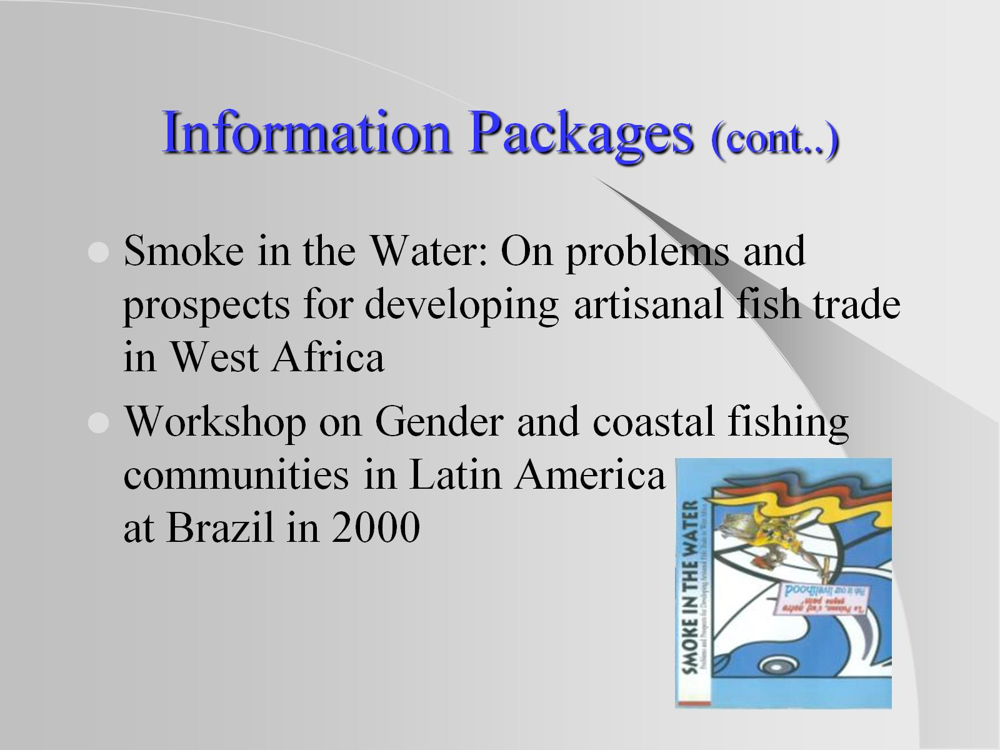 Information Packages (cont..)
Smoke in the Water: On problems and
prospects for developing artisanal fish trade
in West Africa
Workshop on Gender and coastal fishing
communities in Latin America
at Brazil in 2000
SMOKE IN THE WATER
Problems and Prospects for Developing Artisanal Fish Trade in West Africa
"Le Poisson, c'est notre
gagne pain"
Fish is our livelihood